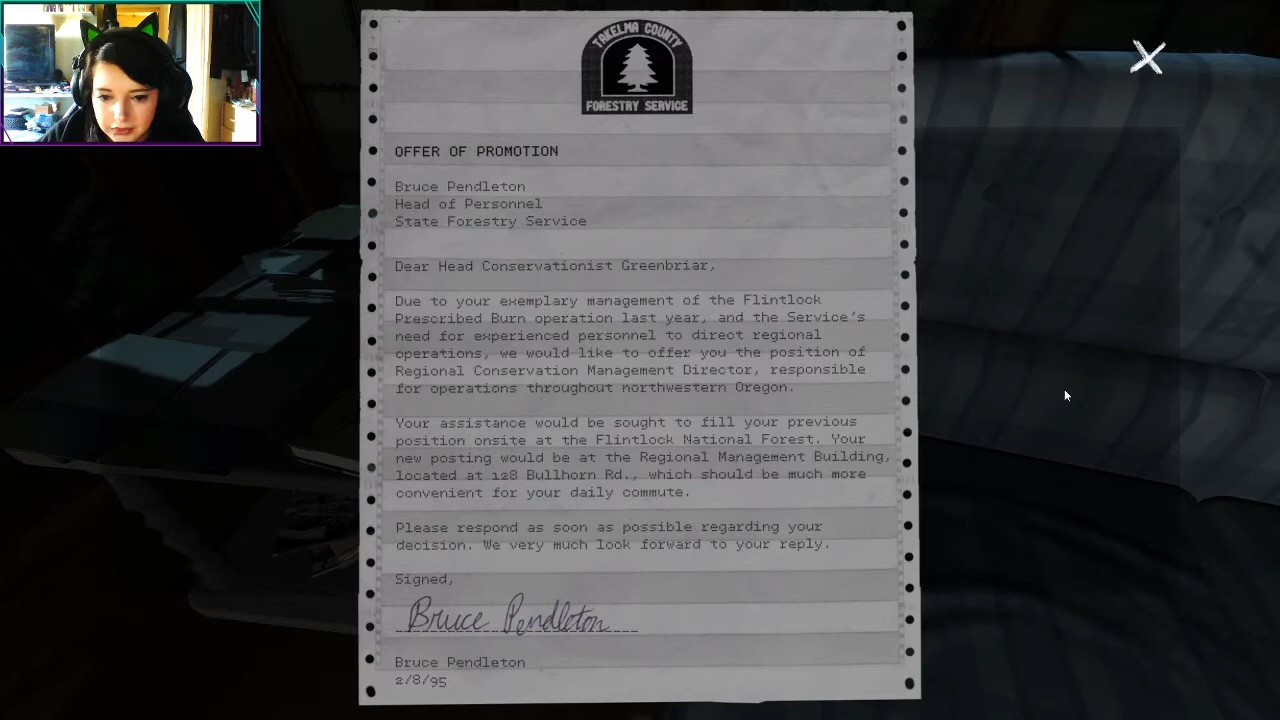 TAKELMA COUNTY
FORESTRY SERVICE
OFFER OF PROMOTION
Bruce Pendleton
Head of Personnel
State Forestry Service
Dear Head Conservationist Greenbriar,
Due to your exemplary management of the Flintlock
Prescribed Burn operation last year, and the Service's
need for experienced personnel to direct regional
operations, we would like to offer you the position of
Regional Conservation Management Director, responsible
for operations throughout northwestern Oregon.
Your assistance would be sought to fill your previous
position onsite at the Flintlock National Forest. Your
new posting would be at the Regional Management Building,
located at 128 Bullhorn Rd., which should be much more
convenient for your daily commute.
Please respond as soon as possible regarding your
decision. We very much look forward to your reply.
Signed,
Bruce Pendleton
Bruce Pendleton
2/8/95